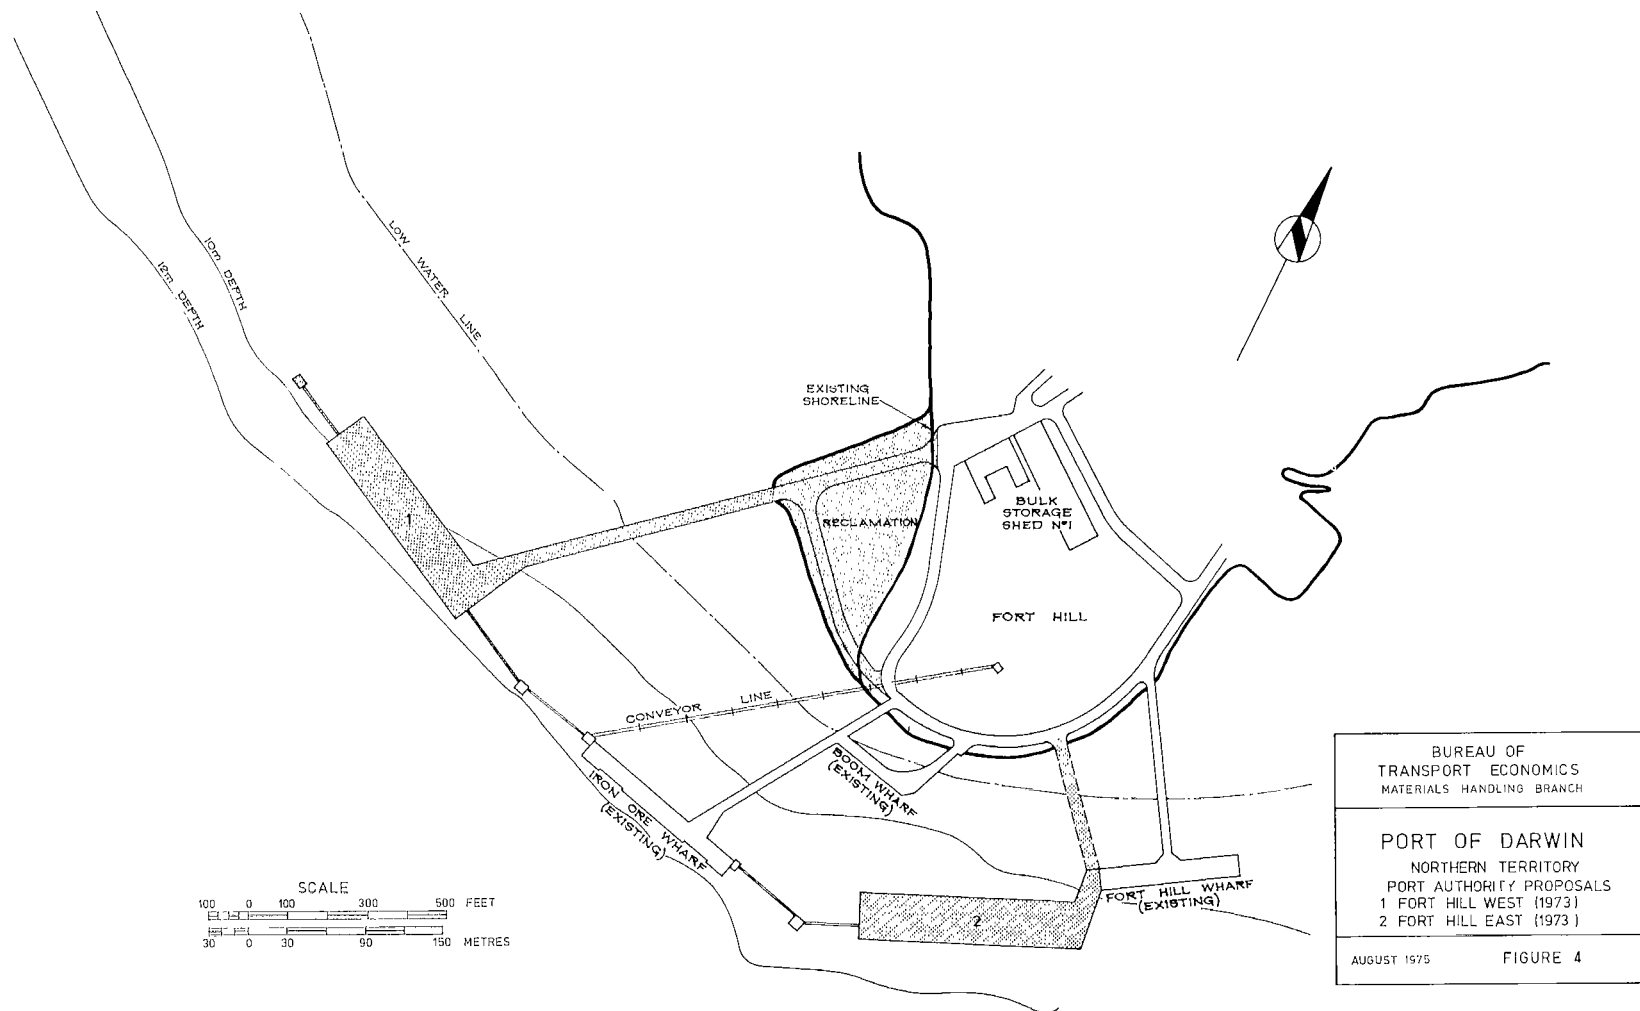 12m DEPTH
10m DEPTH
LOW WATER LINE
EXISTING
SHORELINE
BULK
STORAGE
SHED Nº1
RECLAMATION
1
FORT HILL
CONVEYOR LINE
BOOM WHARF
(EXISTING)
IRON ORE WHARF
(EXISTING)
FORT HILL WHARF
(EXISTING)
2
SCALE
100 0 100 300 500 FEET
30 0 30 90 150 METRES
BUREAU OF
TRANSPORT ECONOMICS
MATERIALS HANDLING BRANCH
PORT OF DARWIN
NORTHERN TERRITORY
PORT AUTHORITY PROPOSALS
1 FORT HILL WEST (1973)
2 FORT HILL EAST (1973)
AUGUST 1975 FIGURE 4
N